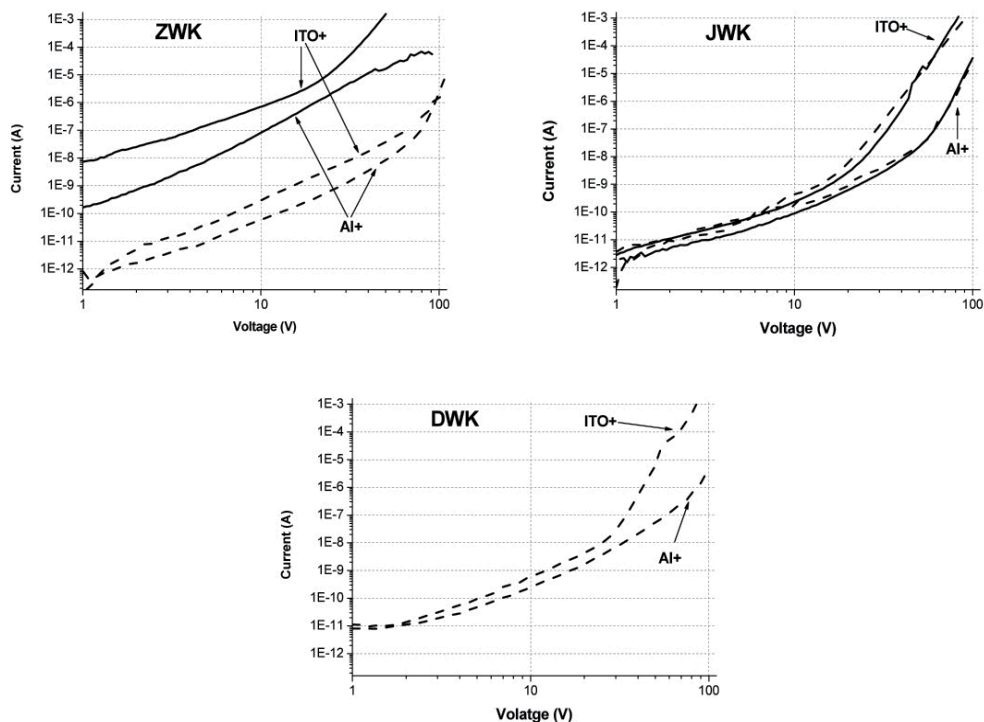 ZWK
ITO+
Al+
1E-3
1E-4
1E-5
1E-6
1E-7
1E-8
1E-9
1E-10
1E-11
1E-12
Current (A)
1
10
100
Voltage (V)
JWK
ITO+
Al+
1E-3
1E-4
1E-5
1E-6
1E-7
1E-8
1E-9
1E-10
1E-11
1E-12
Current (A)
1
10
100
Voltage (V)
DWK
ITO+
Al+
1E-3
1E-4
1E-5
1E-6
1E-7
1E-8
1E-9
1E-10
1E-11
1E-12
Current (A)
1
10
100
Volatge (V)